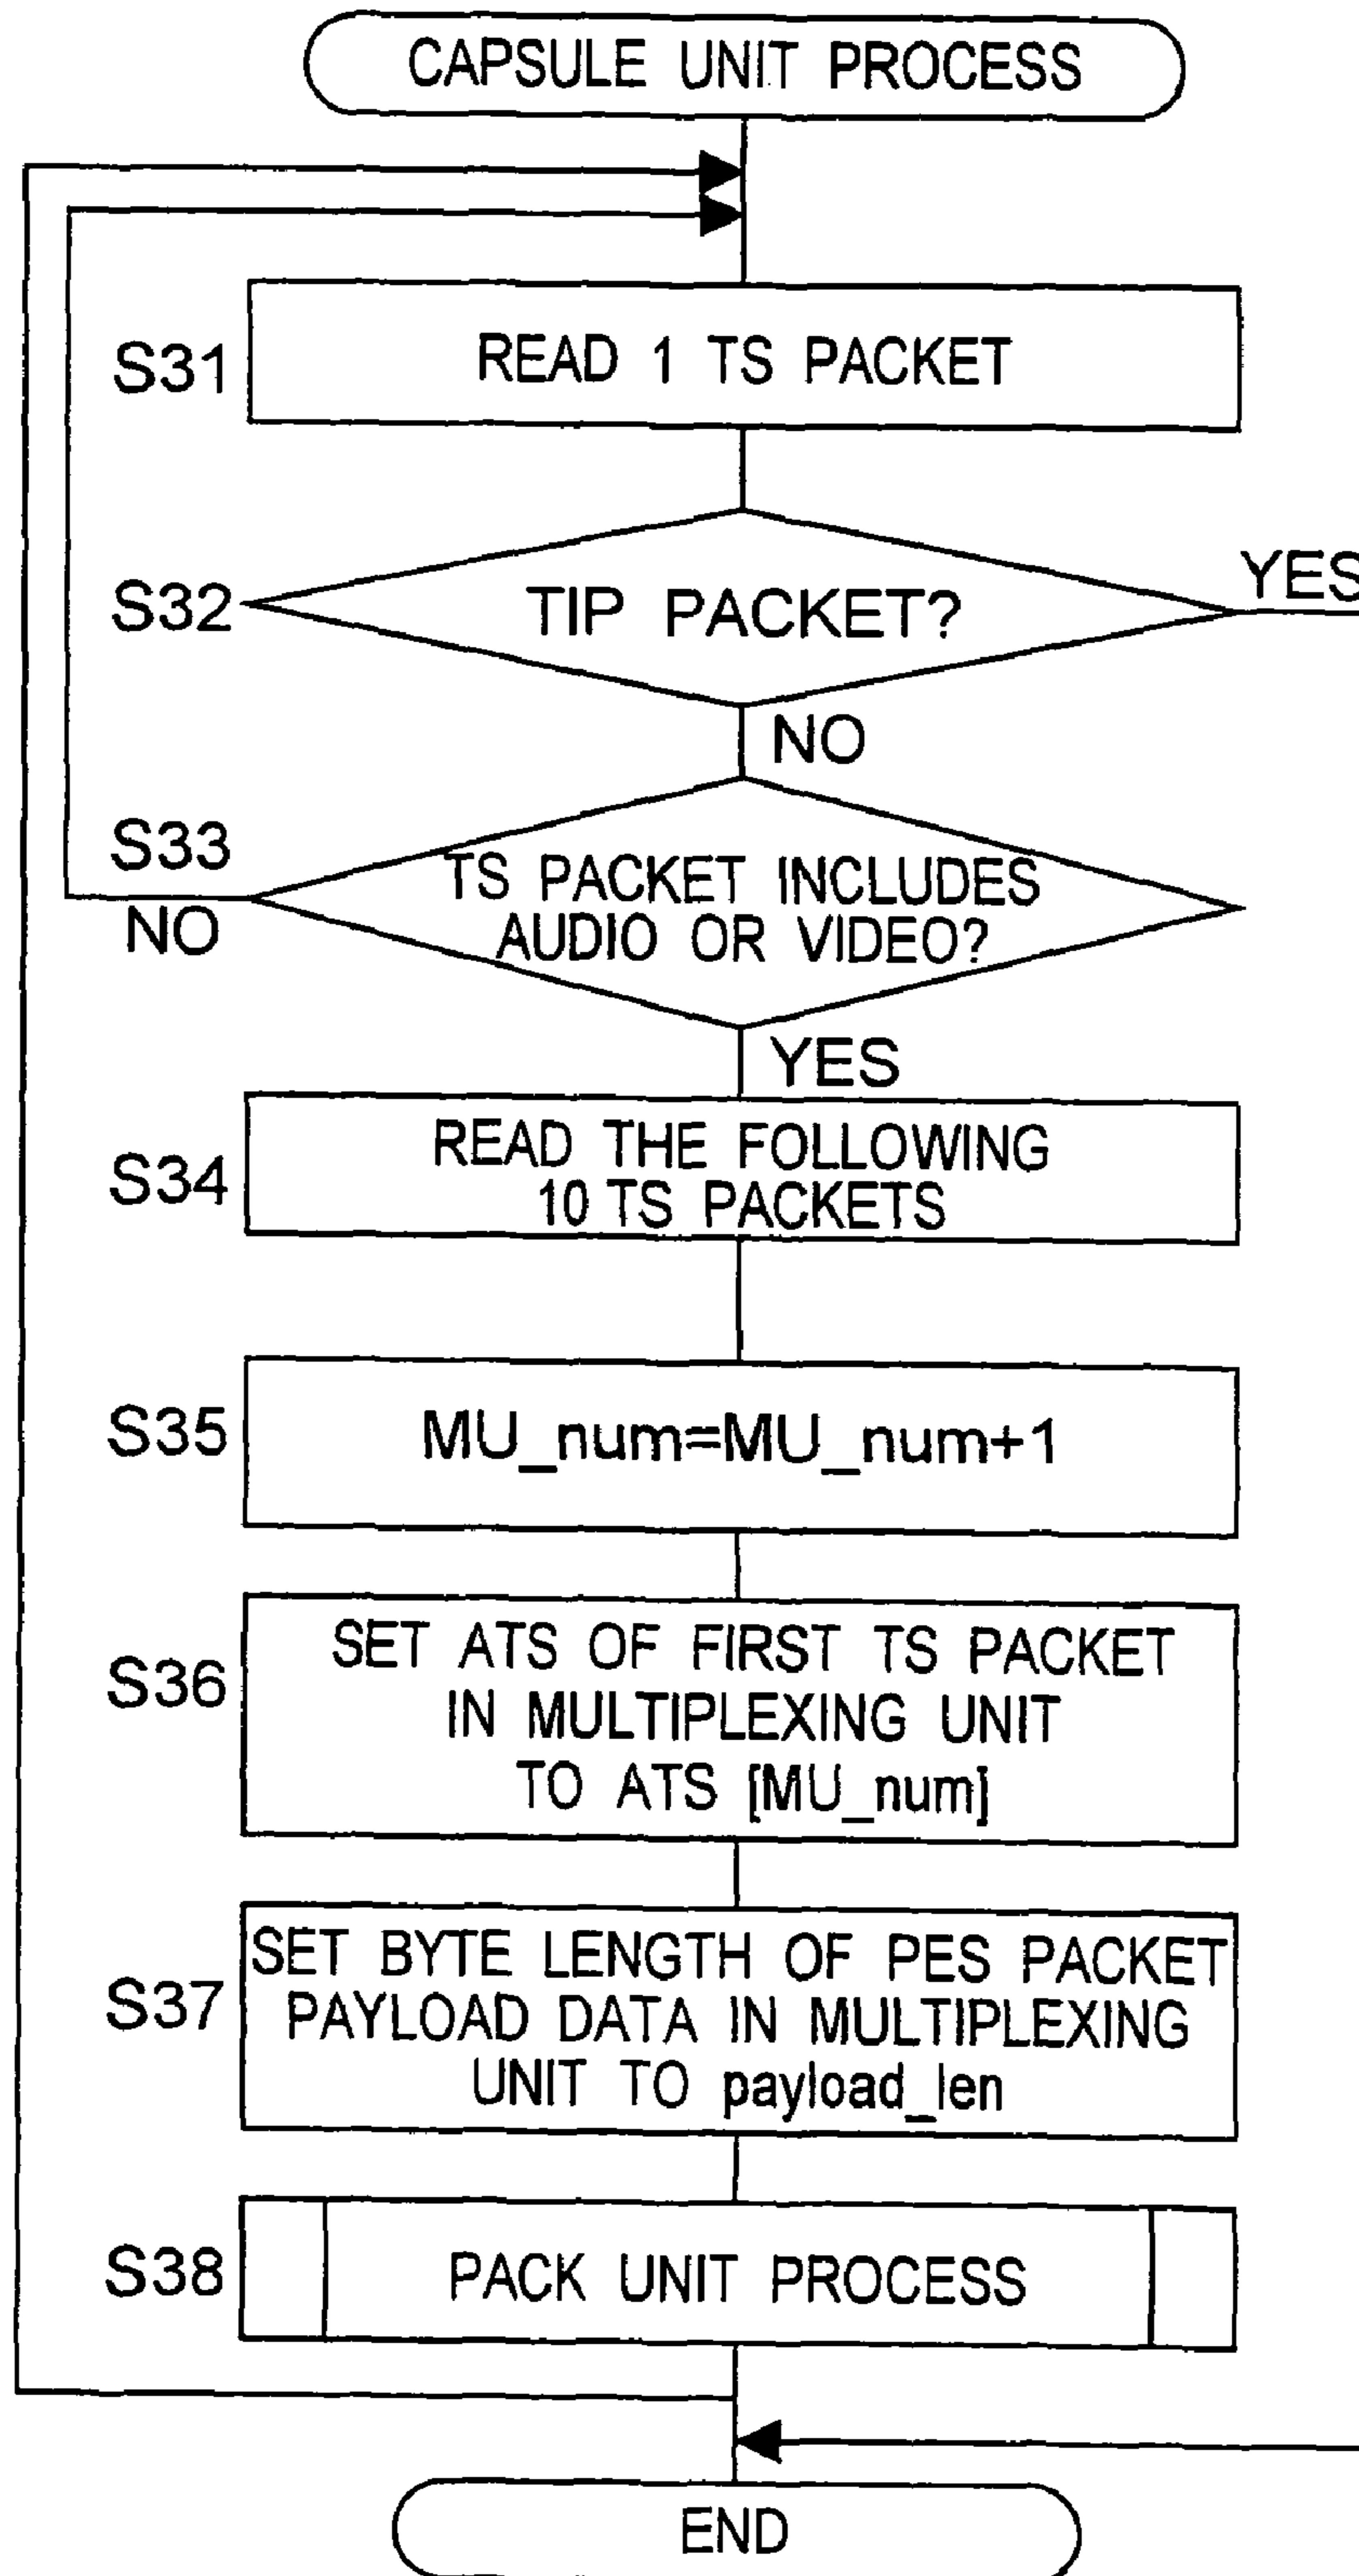 CAPSULE UNIT PROCESS
S31
READ 1 TS PACKET
S32
TIP PACKET?
YES
NO
S33
TS PACKET INCLUDES
AUDIO OR VIDEO?
NO
YES
S34
READ THE FOLLOWING
10 TS PACKETS
S35
MU_num=MU_num+1
S36
SET ATS OF FIRST TS PACKET
IN MULTIPLEXING UNIT
TO ATS [MU_num]
S37
SET BYTE LENGTH OF PES PACKET
PAYLOAD DATA IN MULTIPLEXING
UNIT TO payload_len
S38
PACK UNIT PROCESS
END